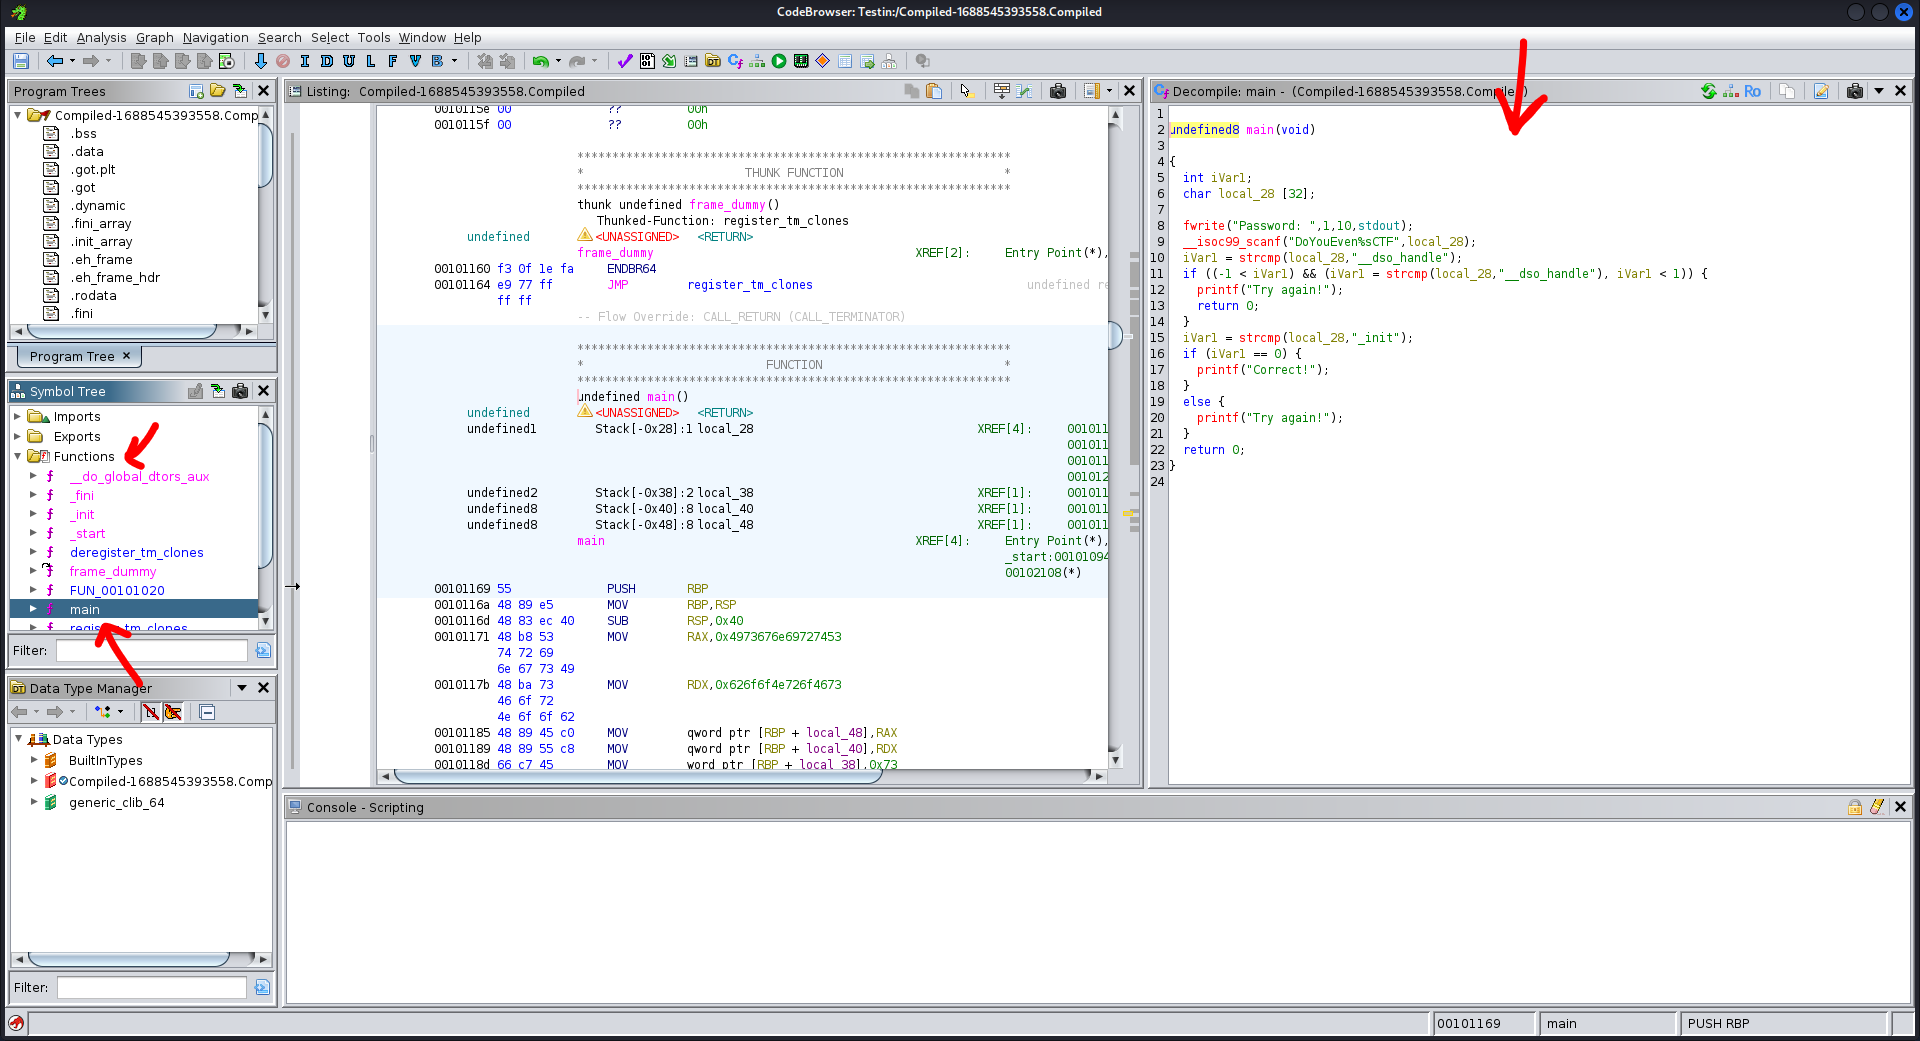 CodeBrowser: Testin:/Compiled-1688545393558.Compiled
File Edit Analysis Graph Navigation Search Select Tools Window Help
I D U L F V B
Program Trees
Compiled-1688545393558.Comp
.bss
.data
.got.plt
.got
.dynamic
.fini_array
.init_array
.eh_frame
.eh_frame_hdr
.rodata
.fini
Program Tree ×
Symbol Tree
Imports
Exports
Functions
__do_global_dtors_aux
_fini
_init
_start
deregister_tm_clones
frame_dummy
FUN_00101020
main
register_tm_clones
Filter:
Data Type Manager
Data Types
BuiltInTypes
Compiled-1688545393558.Comp
generic_clib_64
Filter:
Listing: Compiled-1688545393558.Compiled
0010115e 00 ?? 00h
0010115f 00 ?? 00h
**************************************************************
* THUNK FUNCTION *
**************************************************************
thunk undefined frame_dummy()
Thunked-Function: register_tm_clones
undefined <UNASSIGNED> <RETURN>
frame_dummy XREF[2]: Entry Point(*),
00101160 f3 0f 1e fa ENDBR64
00101164 e9 77 ff JMP register_tm_clones undefined re
ff ff
-- Flow Override: CALL_RETURN (CALL_TERMINATOR)
**************************************************************
* FUNCTION *
**************************************************************
undefined main()
undefined <UNASSIGNED> <RETURN>
undefined1 Stack[-0x28]:1 local_28 XREF[4]: 001011
001011
001011
001012
undefined2 Stack[-0x38]:2 local_38 XREF[1]: 001011
undefined8 Stack[-0x40]:8 local_40 XREF[1]: 001011
undefined8 Stack[-0x48]:8 local_48 XREF[1]: 001011
main XREF[4]: Entry Point(*),
_start:00101094
00102108(*)
00101169 55 PUSH RBP
0010116a 48 89 e5 MOV RBP,RSP
0010116d 48 83 ec 40 SUB RSP,0x40
00101171 48 b8 53 MOV RAX,0x4973676e69727453
74 72 69
6e 67 73 49
0010117b 48 ba 73 MOV RDX,0x626f6f4e726f4673
46 6f 72
4e 6f 6f 62
00101185 48 89 45 c0 MOV qword ptr [RBP + local_48],RAX
00101189 48 89 55 c8 MOV qword ptr [RBP + local_40],RDX
0010118d 66 c7 45 MOV word ptr [RBP + local_38],0x73
Decompile: main - (Compiled-1688545393558.Compiled)
Ro
1
2 undefined8 main(void)
3
4 {
5 int iVar1;
6 char local_28 [32];
7
8 fwrite("Password: ",1,10,stdout);
9 __isoc99_scanf("DoYouEven%sCTF",local_28);
10 iVar1 = strcmp(local_28,"__dso_handle");
11 if ((-1 < iVar1) && (iVar1 = strcmp(local_28,"__dso_handle"), iVar1 < 1)) {
12 printf("Try again!");
13 return 0;
14 }
15 iVar1 = strcmp(local_28,"_init");
16 if (iVar1 == 0) {
17 printf("Correct!");
18 }
19 else {
20 printf("Try again!");
21 }
22 return 0;
23 }
24
Console - Scripting
00101169 main PUSH RBP